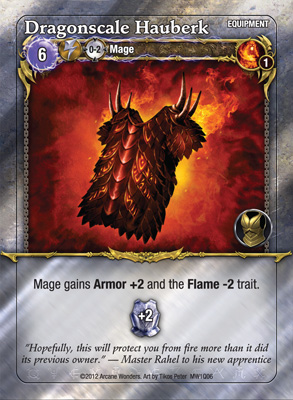 Dragonscale Hauberk
EQUIPMENT
6
0-2 Mage
1
Mage gains Armor +2 and the Flame -2 trait.
+2
"Hopefully, this will protect you from fire more than it did
its previous owner." — Master Rahel to his new apprentice
©2012 Arcane Wonders. Art by Tikos Peter MW1Q06